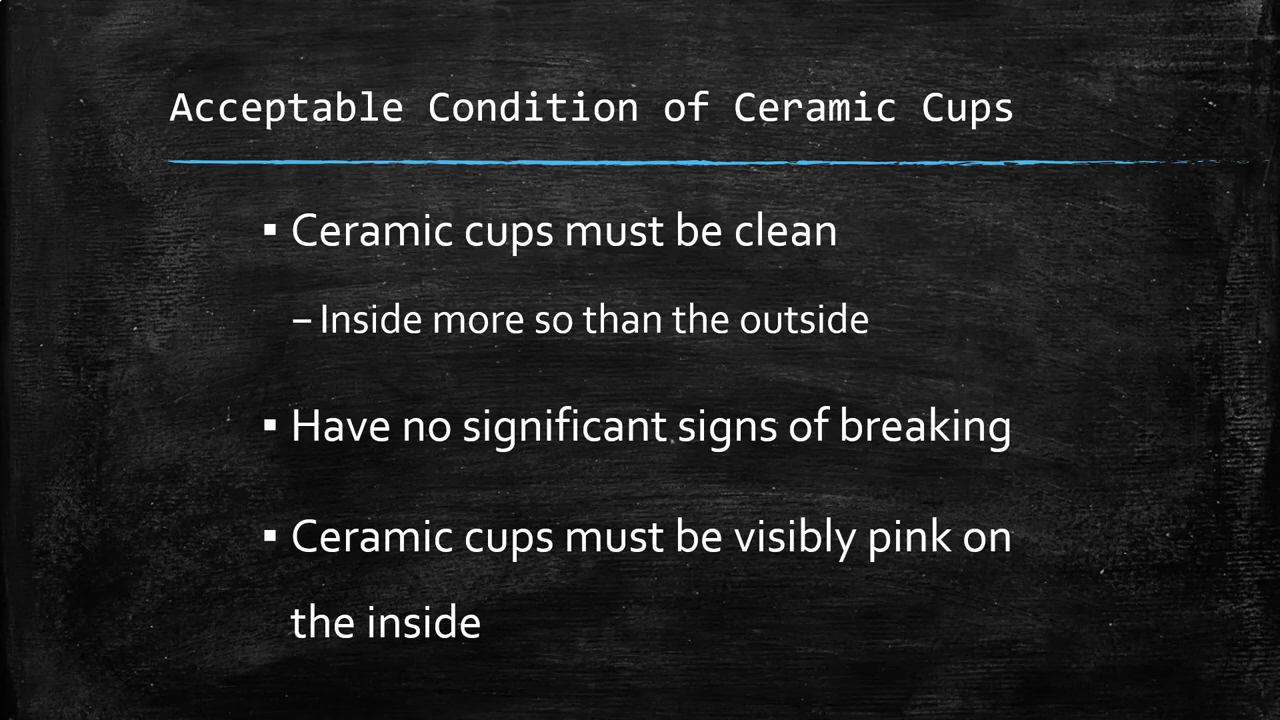 Acceptable Condition of Ceramic Cups
▪ Ceramic cups must be clean
– Inside more so than the outside
▪ Have no significant signs of breaking
▪ Ceramic cups must be visibly pink on
the inside